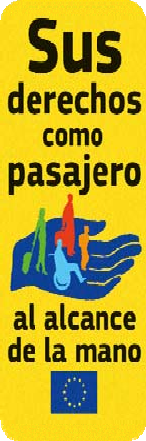 Sus
derechos
como
pasajero
al alcance
de la mano